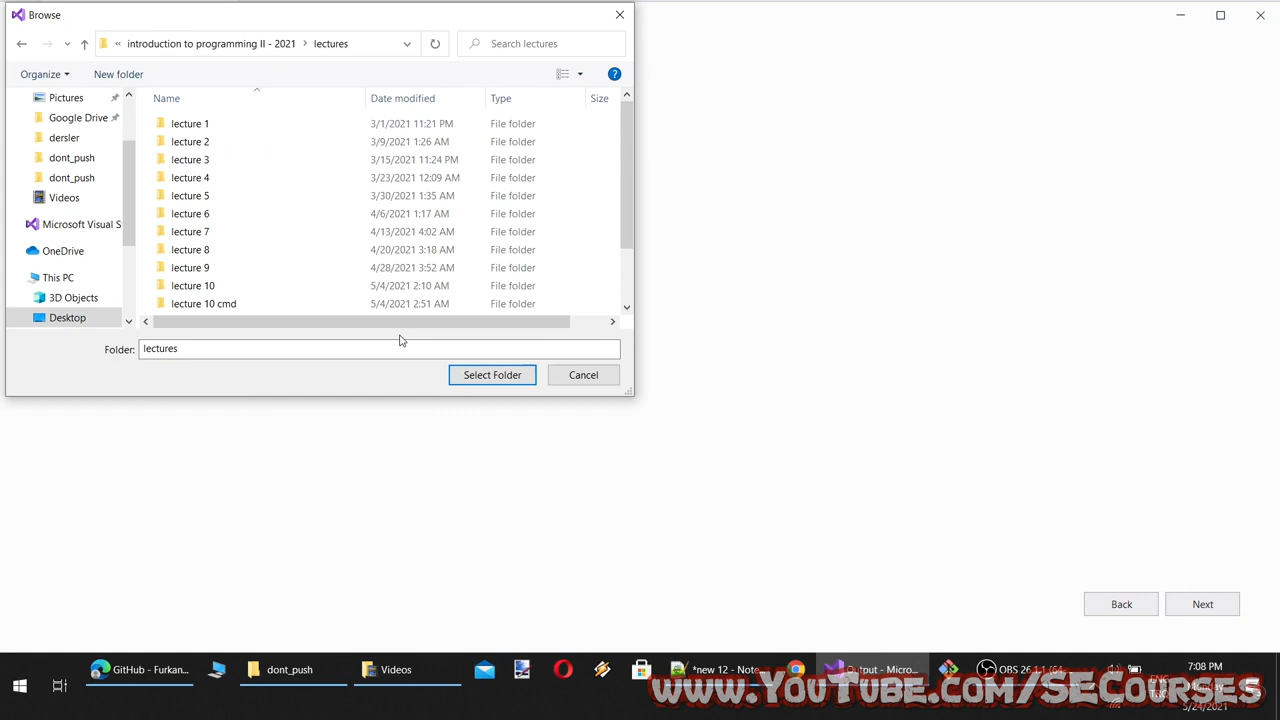 Browse
« introduction to programming II - 2021 > lectures
Search lectures
Organize
New folder
Name
Date modified
Type
Size
Pictures
Google Drive
dersler
dont_push
dont_push
Videos
Microsoft Visual S
OneDrive
This PC
3D Objects
Desktop
lecture 1 3/1/2021 11:21 PM File folder
lecture 2 3/9/2021 1:26 AM File folder
lecture 3 3/15/2021 11:24 PM File folder
lecture 4 3/23/2021 12:09 AM File folder
lecture 5 3/30/2021 1:35 AM File folder
lecture 6 4/6/2021 1:17 AM File folder
lecture 7 4/13/2021 4:02 AM File folder
lecture 8 4/20/2021 3:18 AM File folder
lecture 9 4/28/2021 3:52 AM File folder
lecture 10 5/4/2021 2:10 AM File folder
lecture 10 cmd 5/4/2021 2:51 AM File folder
Folder: lectures
Select Folder
Cancel
Back
Next
GitHub - Furkan...
dont_push
Videos
*new 12 - Note...
Output - Micro...
OBS 26.1.1 (64...
ENG
7:08 PM
Monday
5/24/2021
www.YouTube.com/SECourses